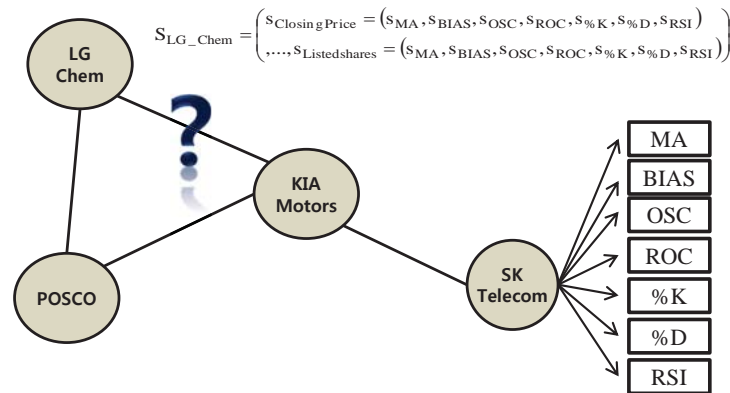 S_LG_Chem = ( s_ClosingPrice = (s_MA, s_BIAS, s_OSC, s_ROC, s_%K, s_%D, s_RSI)
,..., s_Listedshares = (s_MA, s_BIAS, s_OSC, s_ROC, s_%K, s_%D, s_RSI) )
LG
Chem
?
KIA
Motors
POSCO
SK
Telecom
MA
BIAS
OSC
ROC
%K
%D
RSI